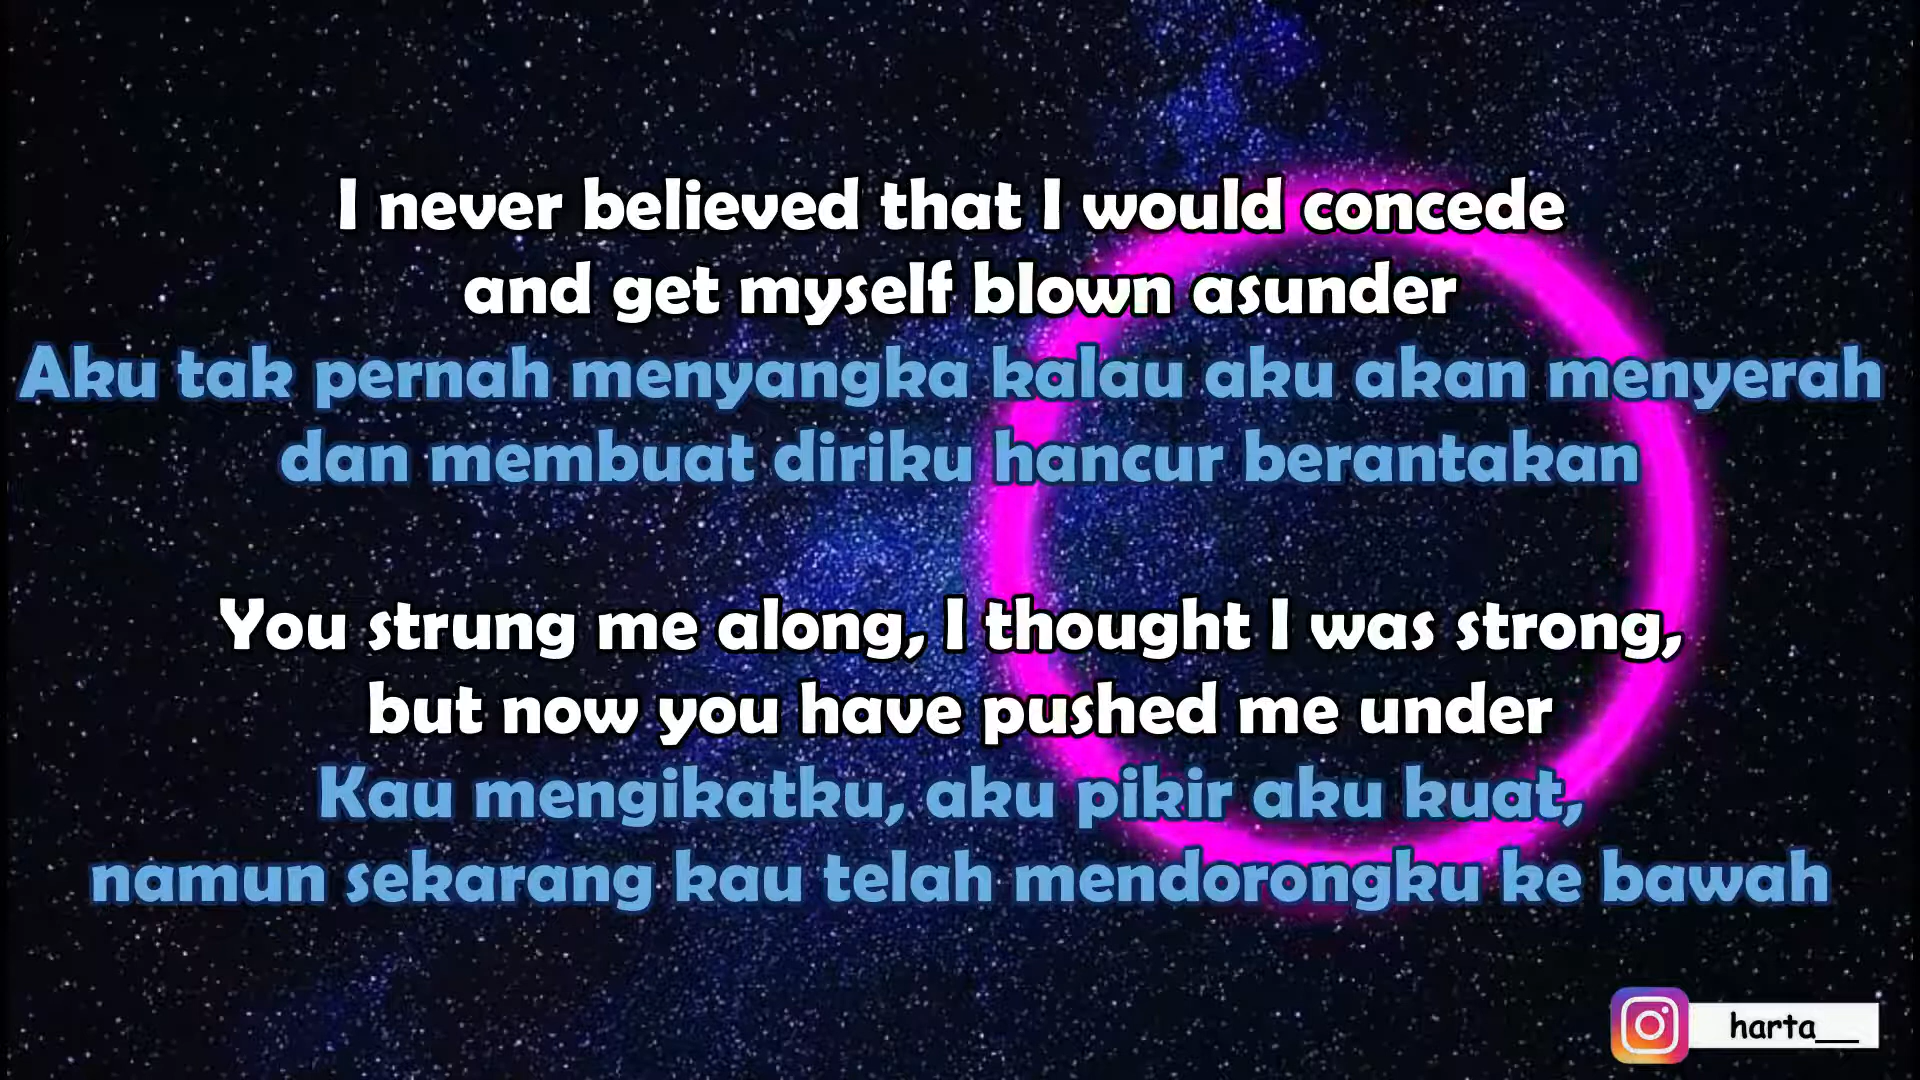 I never believed that I would concede
and get myself blown asunder
Aku tak pernah menyangka kalau aku akan menyerah
dan membuat diriku hancur berantakan
You strung me along, I thought I was strong,
but now you have pushed me under
Kau mengikatku, aku pikir aku kuat,
namun sekarang kau telah mendorongku ke bawah
harta__